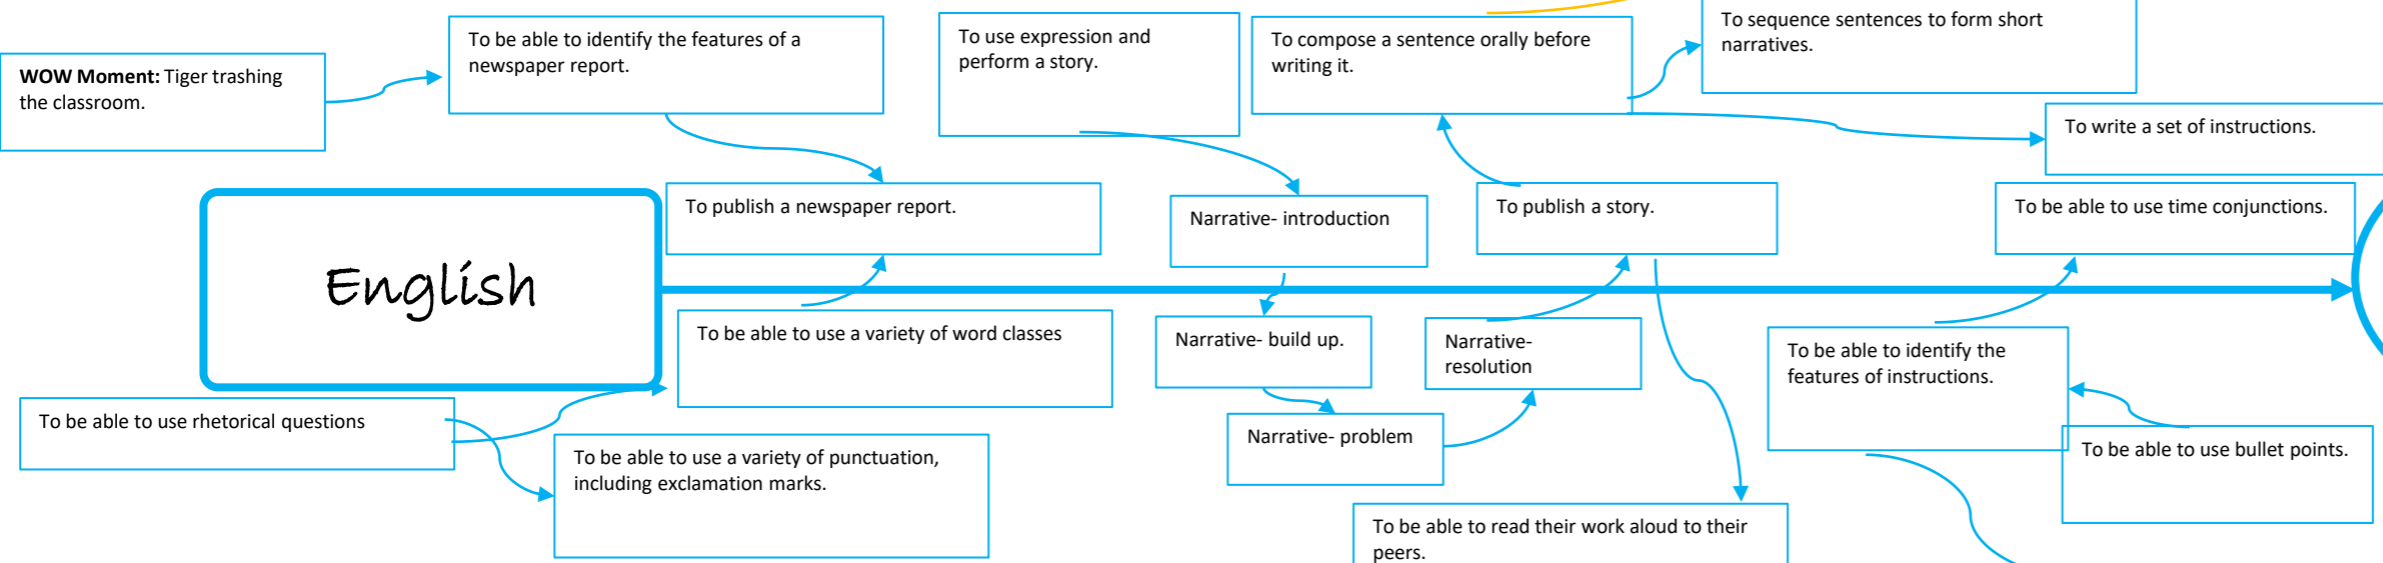 WOW Moment: Tiger trashing
the classroom.
To be able to identify the features of a
newspaper report.
To use expression and
perform a story.
To compose a sentence orally before
writing it.
To sequence sentences to form short
narratives.
To write a set of instructions.
To publish a newspaper report.
Narrative- introduction
To publish a story.
To be able to use time conjunctions.
English
To be able to use a variety of word classes
Narrative- build up.
Narrative-
resolution
To be able to identify the
features of instructions.
To be able to use rhetorical questions
To be able to use a variety of punctuation,
including exclamation marks.
Narrative- problem
To be able to use bullet points.
To be able to read their work aloud to their
peers.